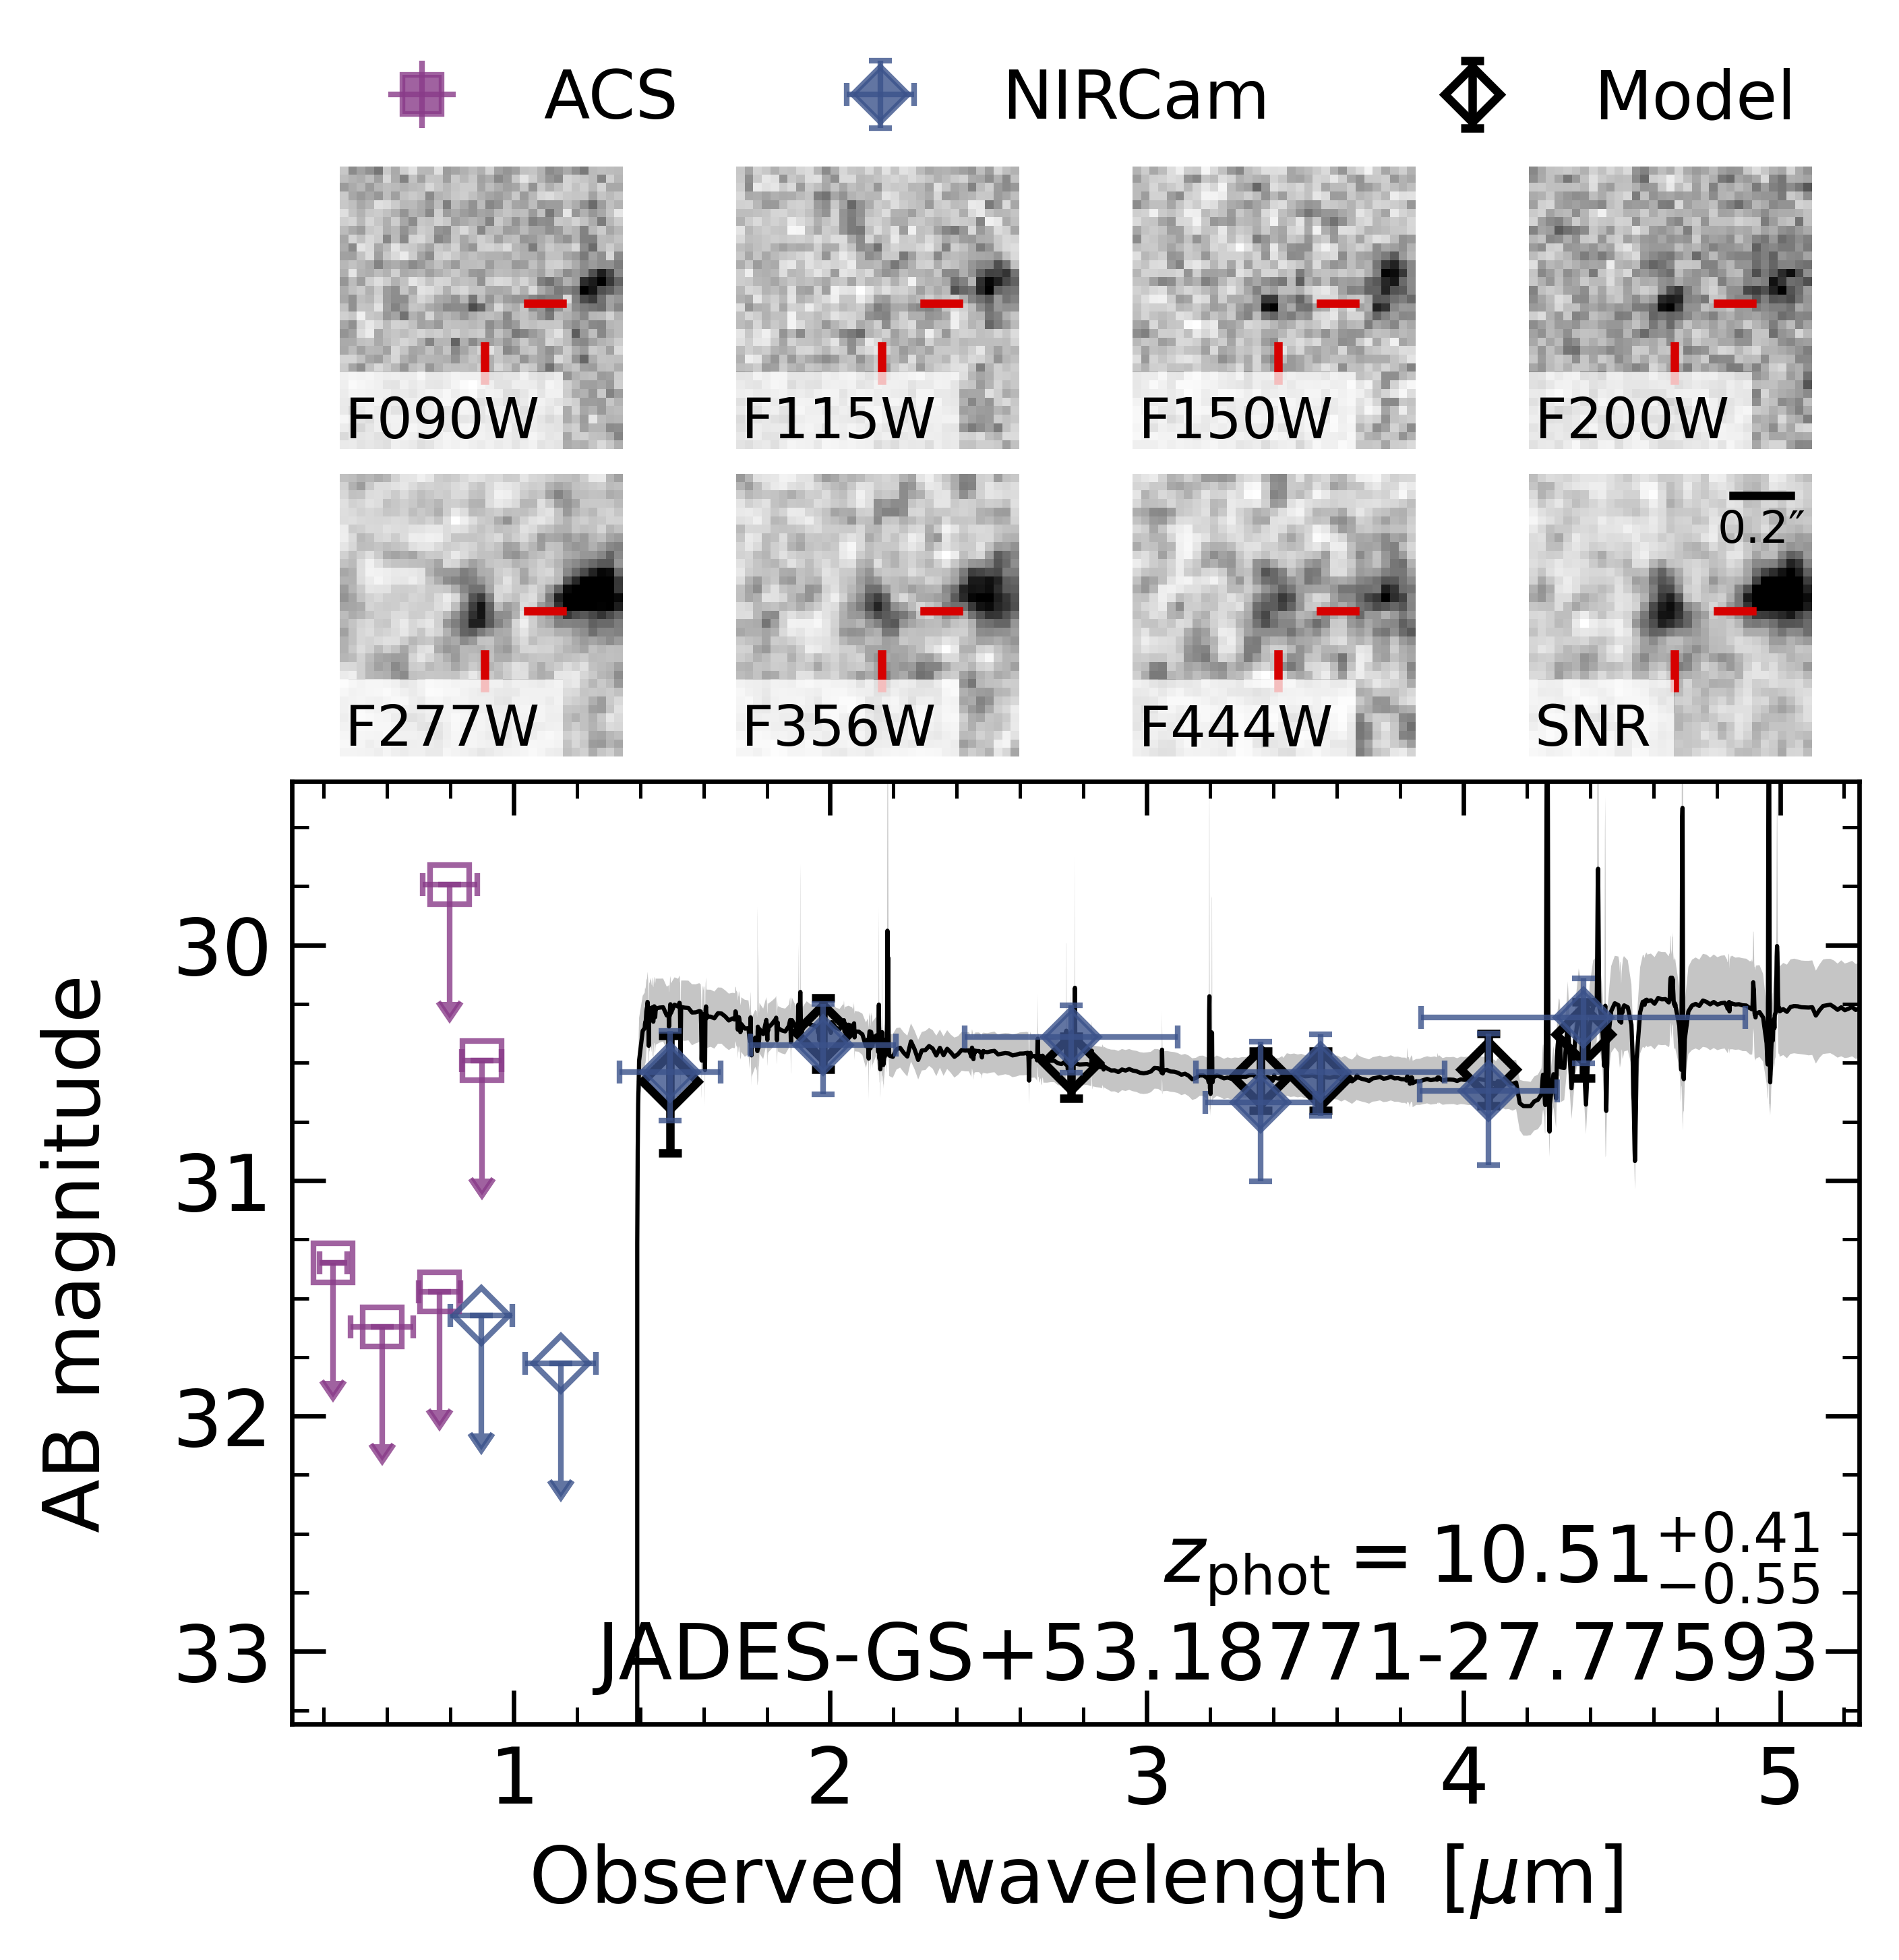 ACS NIRCam Model
F090W F115W F150W F200W
0.2″
F277W F356W F444W SNR
AB magnitude
30
31
32
33
z_phot = 10.51 +0.41 −0.55
JADES-GS+53.18771-27.77593
1 2 3 4 5
Observed wavelength [μm]